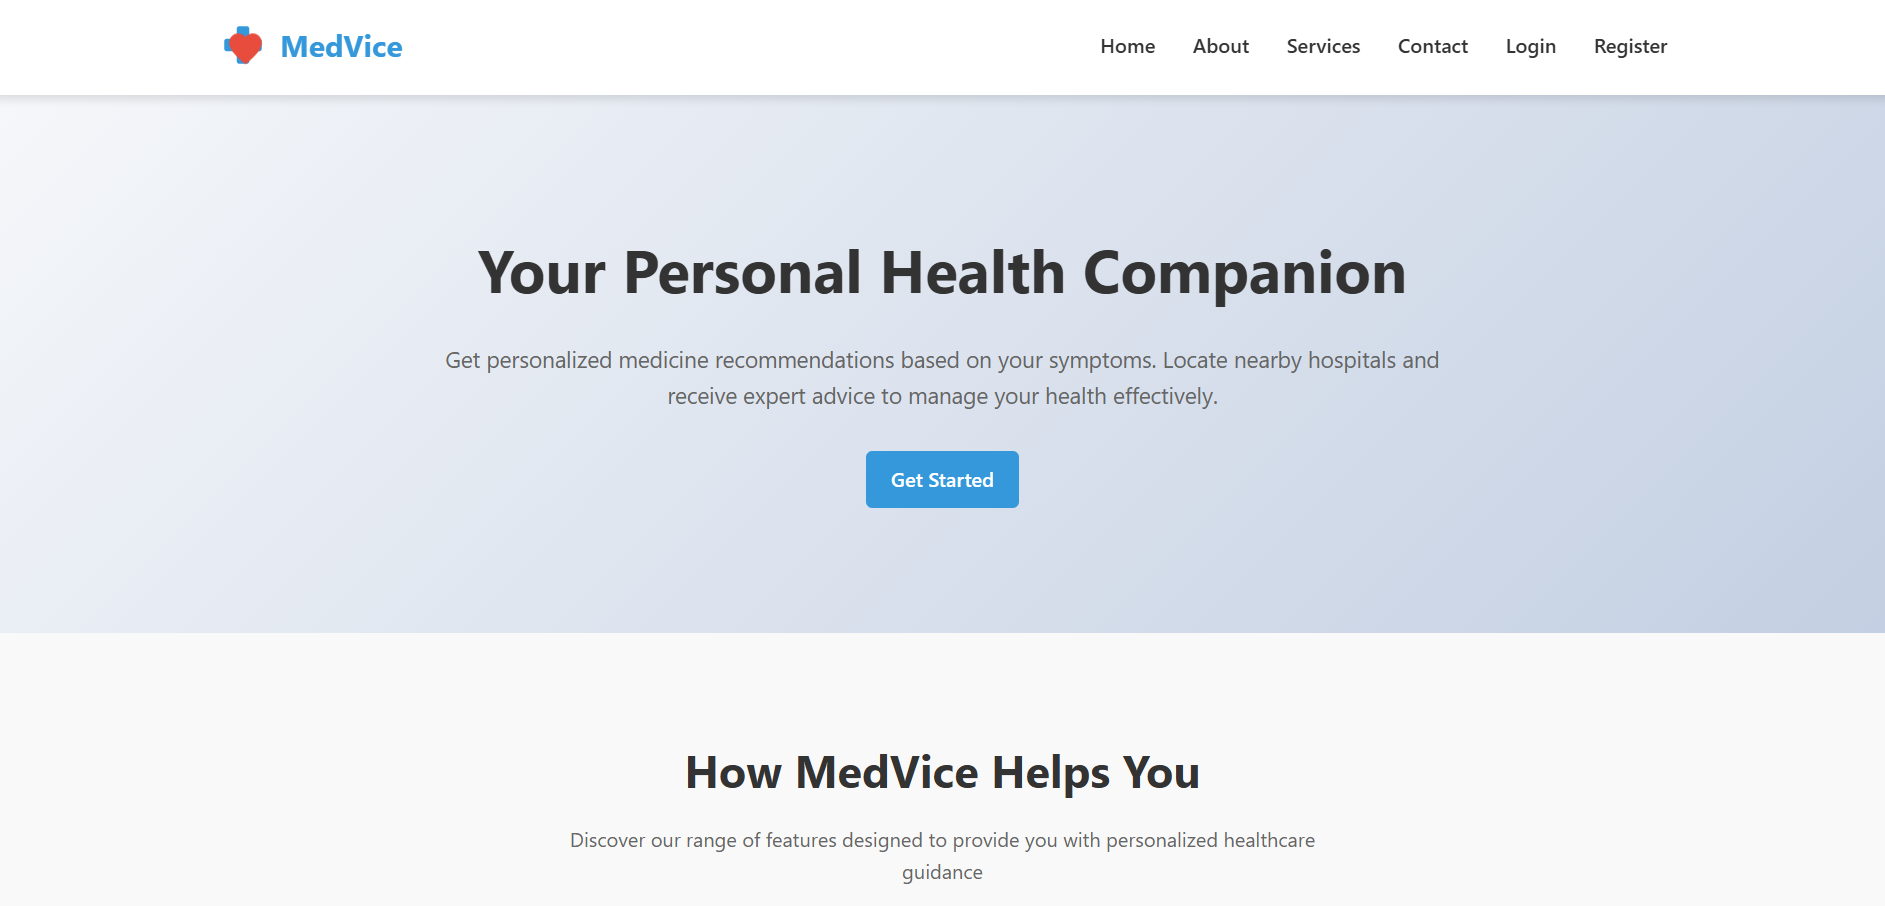 MedVice
Home About Services Contact Login Register
Your Personal Health Companion
Get personalized medicine recommendations based on your symptoms. Locate nearby hospitals and
receive expert advice to manage your health effectively.
Get Started
How MedVice Helps You
Discover our range of features designed to provide you with personalized healthcare
guidance